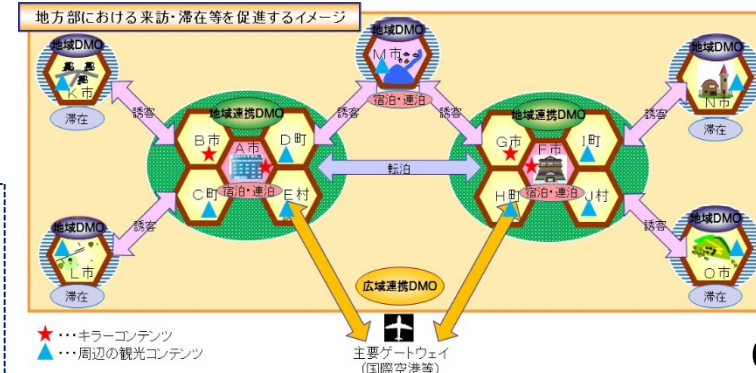 地方部における来訪・滞在等を促進するイメージ
地域DMO
K市
滞在
誘客
地域DMO
L市
滞在
誘客
地域連携DMO
B市
A市
D町
宿泊・連泊
C町
E村
誘客
地域DMO
M市
宿泊・連泊
誘客
転泊
地域連携DMO
G市
F市
I町
宿泊・連泊
H町
J村
誘客
地域DMO
N市
滞在
誘客
地域DMO
O市
滞在
広域連携DMO
主要ゲートウェイ
(国際空港等)
★・・・キラーコンテンツ
▲・・・周辺の観光コンテンツ